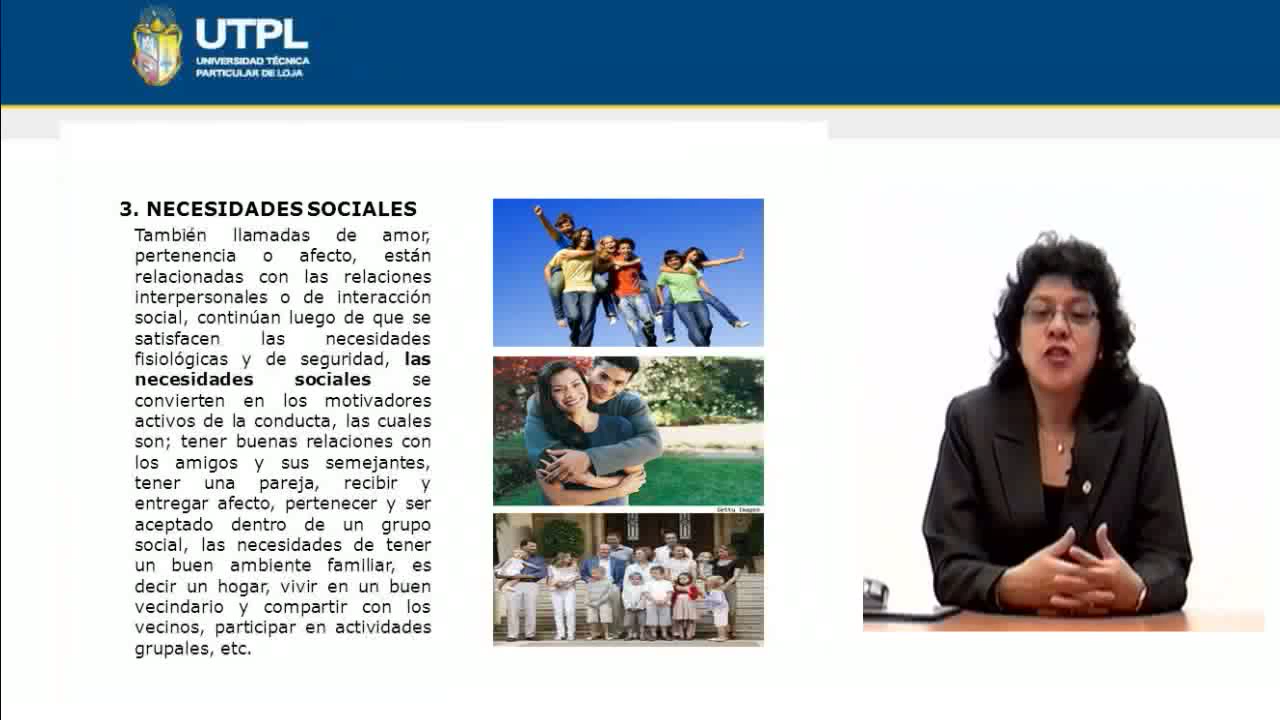 UTPL
UNIVERSIDAD TÉCNICA
PARTICULAR DE LOJA
3. NECESIDADES SOCIALES
También llamadas de amor,
pertenencia o afecto, están
relacionadas con las relaciones
interpersonales o de interacción
social, continúan luego de que se
satisfacen las necesidades
fisiológicas y de seguridad, las
necesidades sociales se
convierten en los motivadores
activos de la conducta, las cuales
son; tener buenas relaciones con
los amigos y sus semejantes,
tener una pareja, recibir y
entregar afecto, pertenecer y ser
aceptado dentro de un grupo
social, las necesidades de tener
un buen ambiente familiar, es
decir un hogar, vivir en un buen
vecindario y compartir con los
vecinos, participar en actividades
grupales, etc.
Getty Images